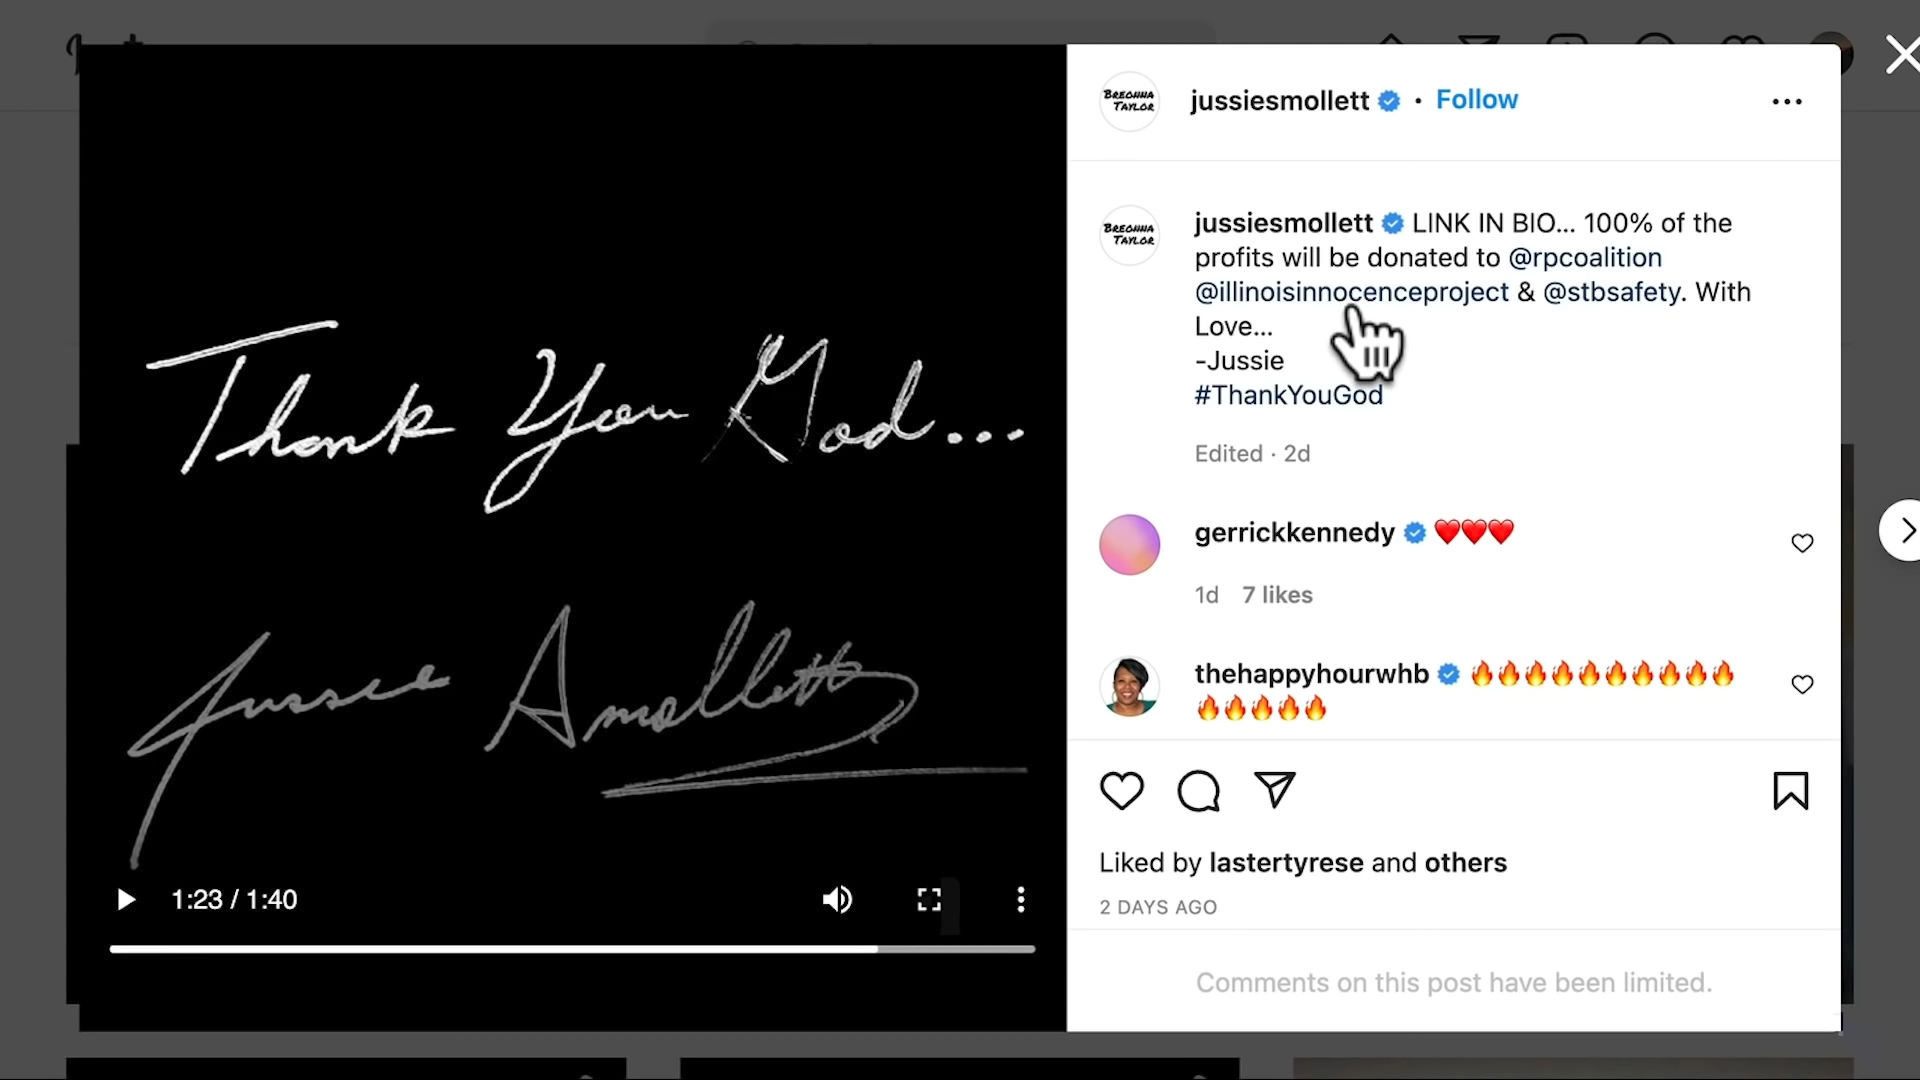 Thank You God...
Jussie Smollett
1:23 / 1:40
BREONNA
TAYLOR
jussiesmollett • Follow
BREONNA
TAYLOR
jussiesmollett LINK IN BIO... 100% of the
profits will be donated to @rpcoalition
@illinoisinnocenceproject & @stbsafety. With
Love...
-Jussie
#ThankYouGod
Edited · 2d
gerrickkennedy ❤️❤️❤️
1d 7 likes
thehappyhourwhb 🔥🔥🔥🔥🔥🔥🔥🔥🔥🔥
🔥🔥🔥🔥🔥
Liked by lastertyrese and others
2 DAYS AGO
Comments on this post have been limited.